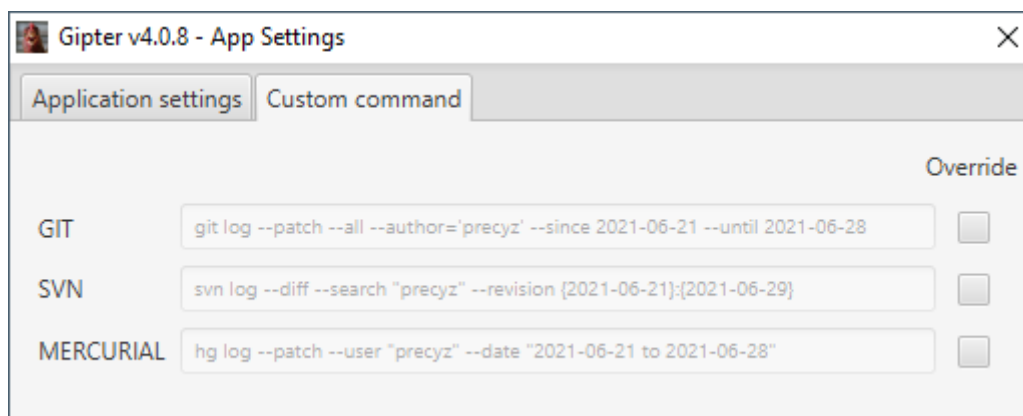 Gipter v4.0.8 - App Settings
Application settings Custom command
Override
GIT git log --patch --all --author='precyz' --since 2021-06-21 --until 2021-06-28
SVN svn log --diff --search "precyz" --revision {2021-06-21}:{2021-06-29}
MERCURIAL hg log --patch --user "precyz" --date "2021-06-21 to 2021-06-28"